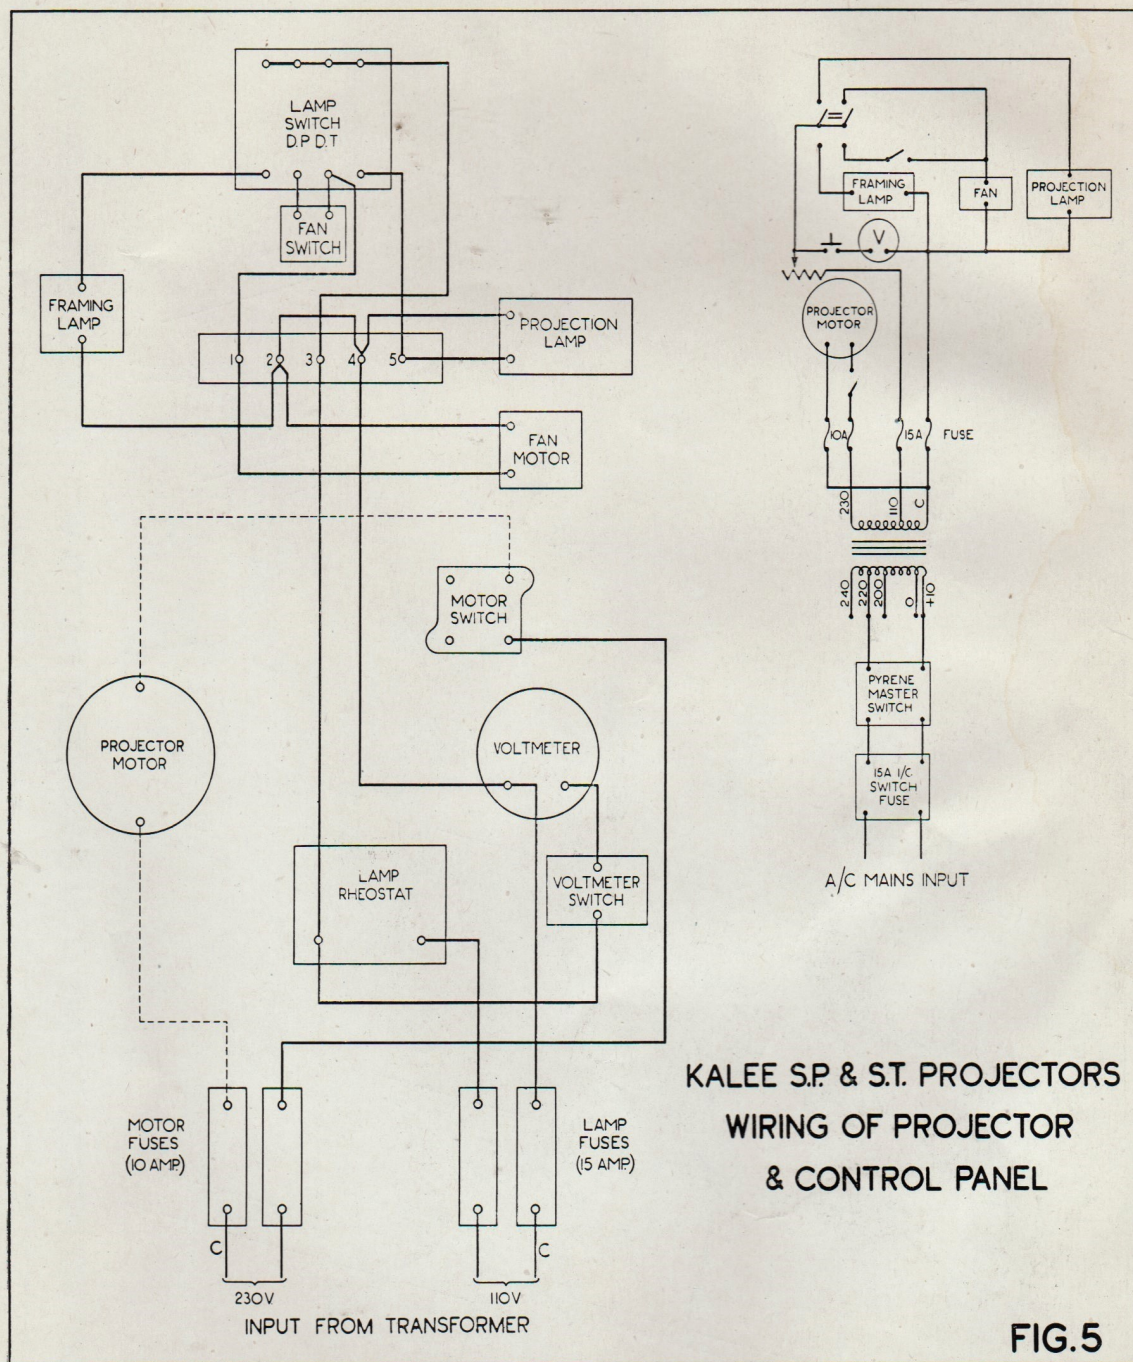 LAMP
SWITCH
D.P D.T
FAN
SWITCH
FRAMING
LAMP
1 2 3 4 5
PROJECTION
LAMP
FAN
MOTOR
MOTOR
SWITCH
PROJECTOR
MOTOR
VOLTMETER
LAMP
RHEOSTAT
VOLTMETER
SWITCH
MOTOR
FUSES
(10 AMP.)
LAMP
FUSES
(15 AMP.)
C
C
230V
110V
INPUT FROM TRANSFORMER
FRAMING
LAMP
FAN
PROJECTION
LAMP
V
PROJECTOR
MOTOR
10A
15A
FUSE
230
110
C
240
220
200
0
+10
PYRENE
MASTER
SWITCH
15A I/C
SWITCH
FUSE
A/C MAINS INPUT
KALEE S.P. & S.T. PROJECTORS
WIRING OF PROJECTOR
& CONTROL PANEL
FIG.5